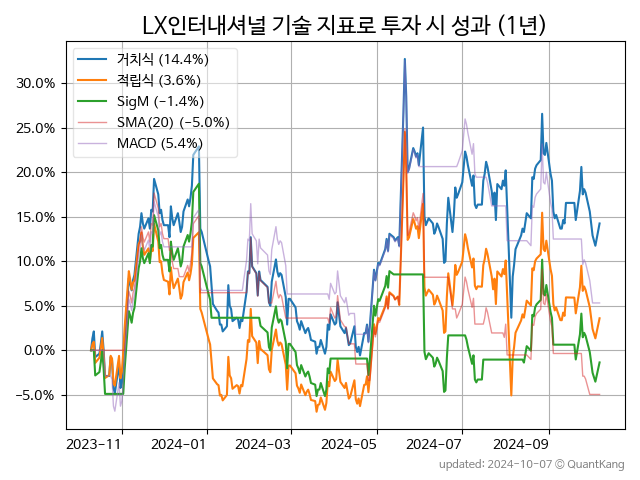 LX인터내셔널 기술 지표로 투자 시 성과 (1년)
거치식 (14.4%)
적립식 (3.6%)
SigM (−1.4%)
SMA(20) (−5.0%)
MACD (5.4%)
30.0%
25.0%
20.0%
15.0%
10.0%
5.0%
0.0%
−5.0%
2023-11 2024-01 2024-03 2024-05 2024-07 2024-09
updated: 2024-10-07 © QuantKang